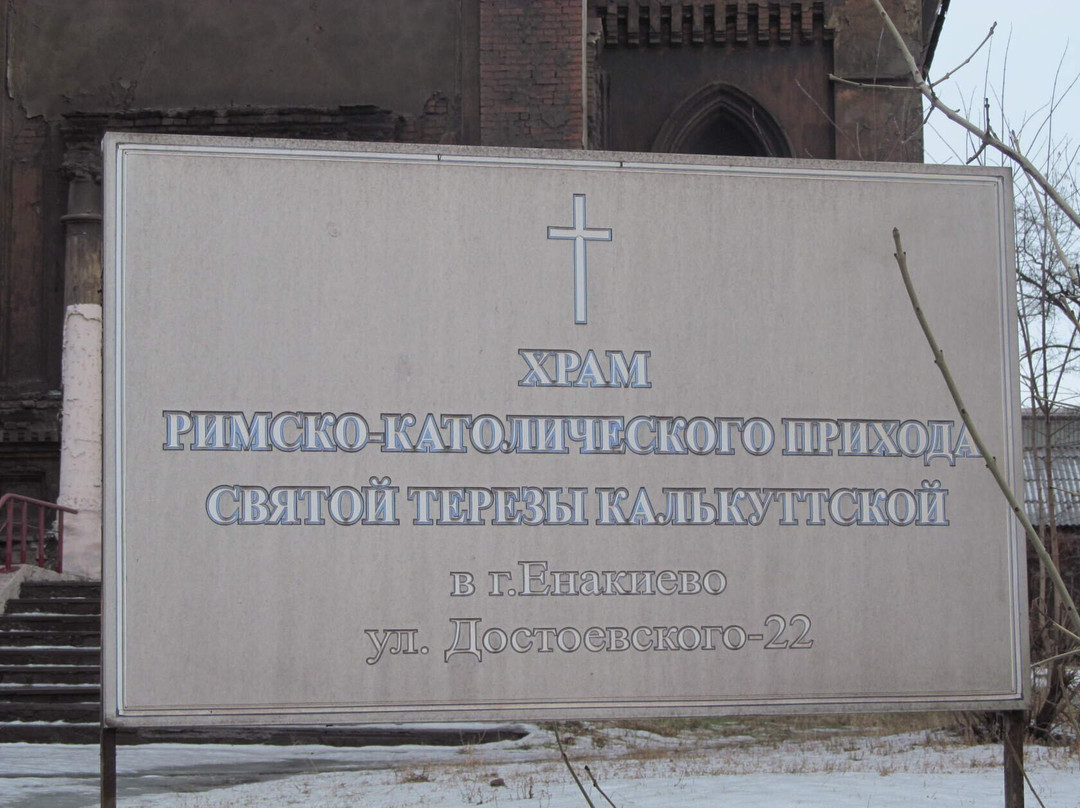 ХРАМ
РИМСКО-КАТОЛИЧЕСКОГО ПРИХОДА
СВЯТОЙ ТЕРЕЗЫ КАЛЬКУТТСКОЙ
в г.Енакиево
ул. Достоевского-22